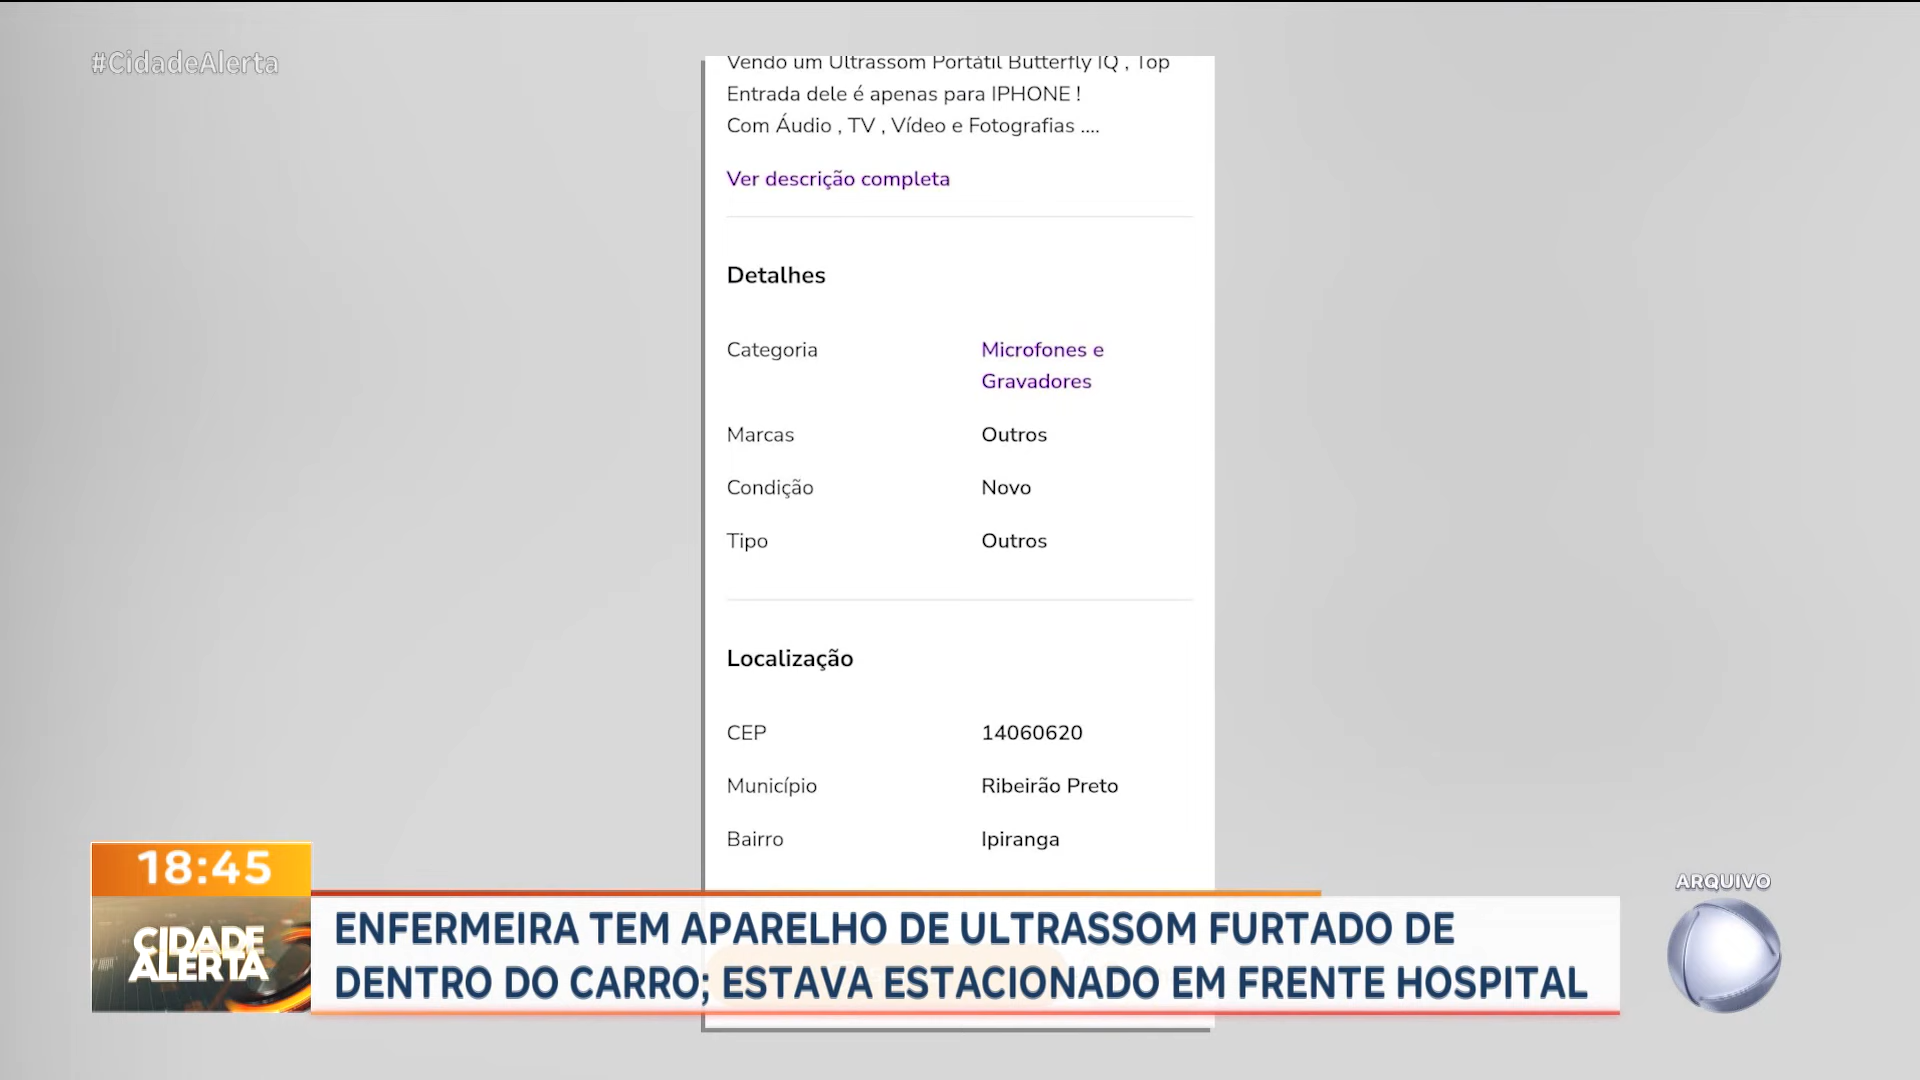 #CidadeAlerta
Vendo um Ultrassom Portátil Butterfly IQ , Top
Entrada dele é apenas para IPHONE !
Com Áudio , TV , Vídeo e Fotografias ....
Ver descrição completa
Detalhes
Categoria Microfones e
Gravadores
Marcas Outros
Condição Novo
Tipo Outros
Localização
CEP 14060620
Município Ribeirão Preto
Bairro Ipiranga
18:45
CIDADE
ALERTA
ENFERMEIRA TEM APARELHO DE ULTRASSOM FURTADO DE
DENTRO DO CARRO; ESTAVA ESTACIONADO EM FRENTE HOSPITAL
ARQUIVO